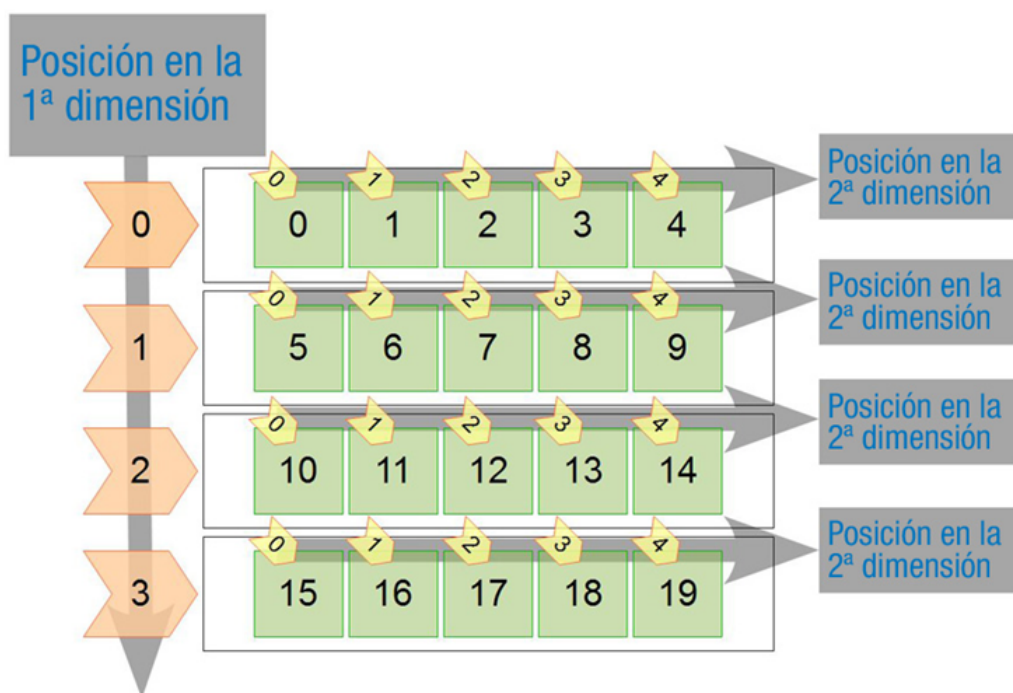 Posición en la
1ª dimensión
0 1 2 3 4
Posición en la
2ª dimensión
0
0 1 2 3 4
0 1 2 3 4
Posición en la
2ª dimensión
1
5 6 7 8 9
0 1 2 3 4
Posición en la
2ª dimensión
2
10 11 12 13 14
0 1 2 3 4
Posición en la
2ª dimensión
3
15 16 17 18 19